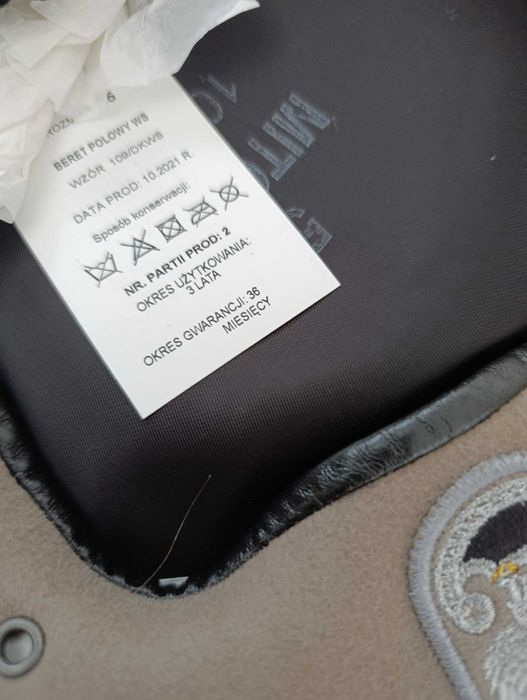 6
BERET POLOWY WS
WZÓR 109/DKWS
DATA PROD: 10.2021 R.
Sposób konserwacji:
NR. PARTII PROD: 2
OKRES UŻYTKOWANIA:
3 LATA
OKRES GWARANCJI: 36
MIESIĘCY